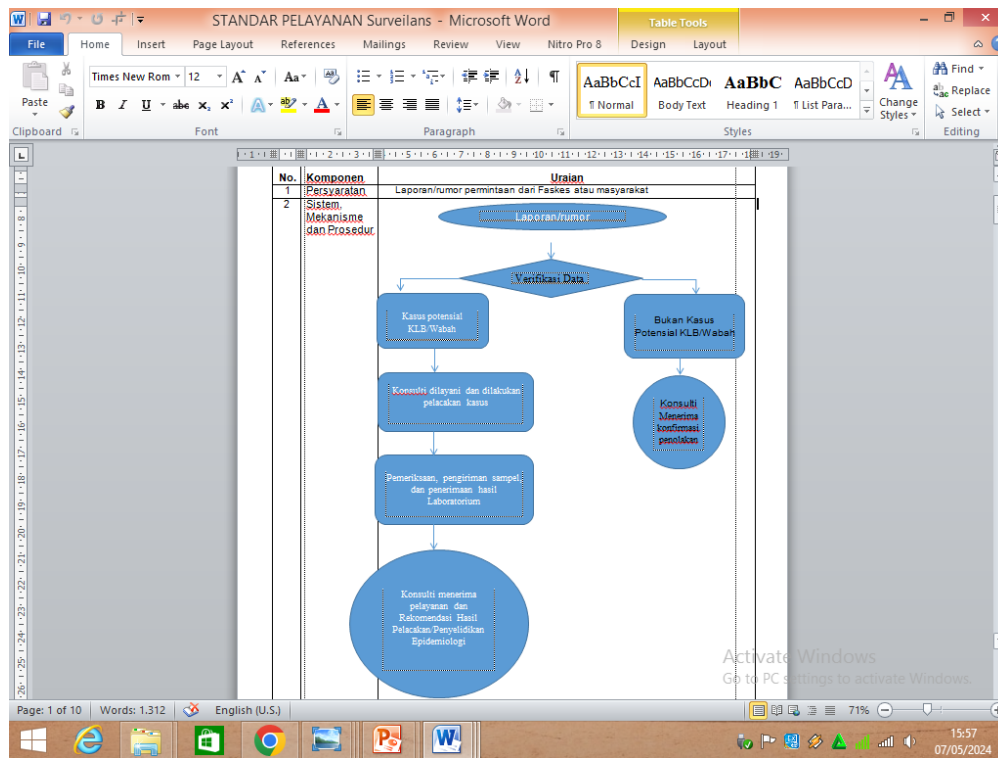 STANDAR PELAYANAN Surveilans - Microsoft Word
Table Tools
File Home Insert Page Layout References Mailings Review View Nitro Pro 8 Design Layout
Paste
Times New Rom 12
Clipboard Font Paragraph Styles Editing
AaBbCcI AaBbCcD AaBbC AaBbCcD
¶ Normal Body Text Heading 1 ¶ List Para...
Change Styles
Find
Replace
Select
No. Komponen Uraian
1 Persyaratan Laporan/rumor permintaan dari Faskes atau masyarakat
2 Sistem,
Mekanisme
dan Prosedur
Laporan/rumor
Verifikasi Data
Kasus potensial
KLB/Wabah
Bukan Kasus
Potensial KLB/Wabah
Konsulti dilayani dan dilakukan
pelacakan kasus
Konsulti
Menerima
konfirmasi
penolakan
Pemeriksaan, pengiriman sampel,
dan penerimaan hasil
Laboratorium
Konsulti menerima
pelayanan dan
Rekomendasi Hasil
Pelacakan/Penyelidikan
Epidemiologi
Activate Windows
Go to PC settings to activate Windows.
Page: 1 of 10 Words: 1.312 English (U.S.) 71%
15:57
07/05/2024